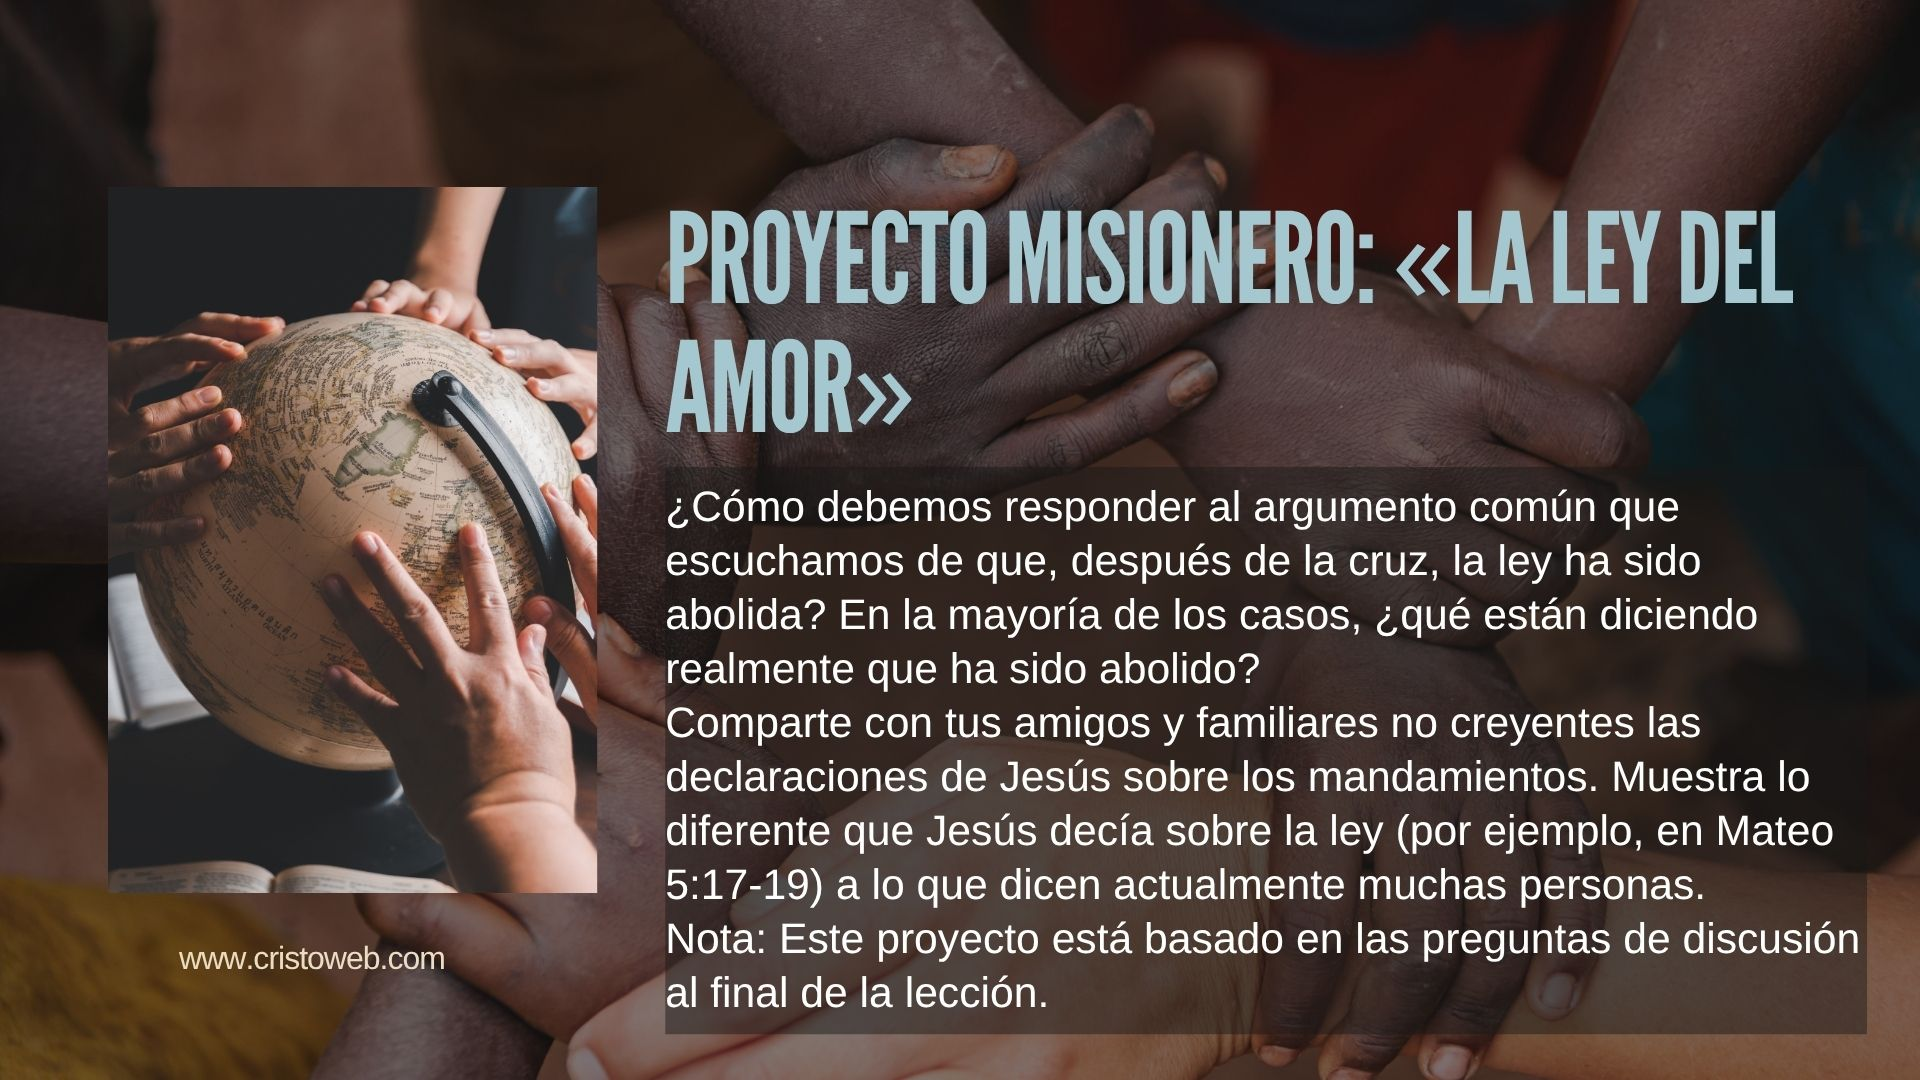 PROYECTO MISIONERO: «LA LEY DEL
AMOR»
¿Cómo debemos responder al argumento común que
escuchamos de que, después de la cruz, la ley ha sido
abolida? En la mayoría de los casos, ¿qué están diciendo
realmente que ha sido abolido?
Comparte con tus amigos y familiares no creyentes las
declaraciones de Jesús sobre los mandamientos. Muestra lo
diferente que Jesús decía sobre la ley (por ejemplo, en Mateo
5:17-19) a lo que dicen actualmente muchas personas.
Nota: Este proyecto está basado en las preguntas de discusión
al final de la lección.
www.cristoweb.com